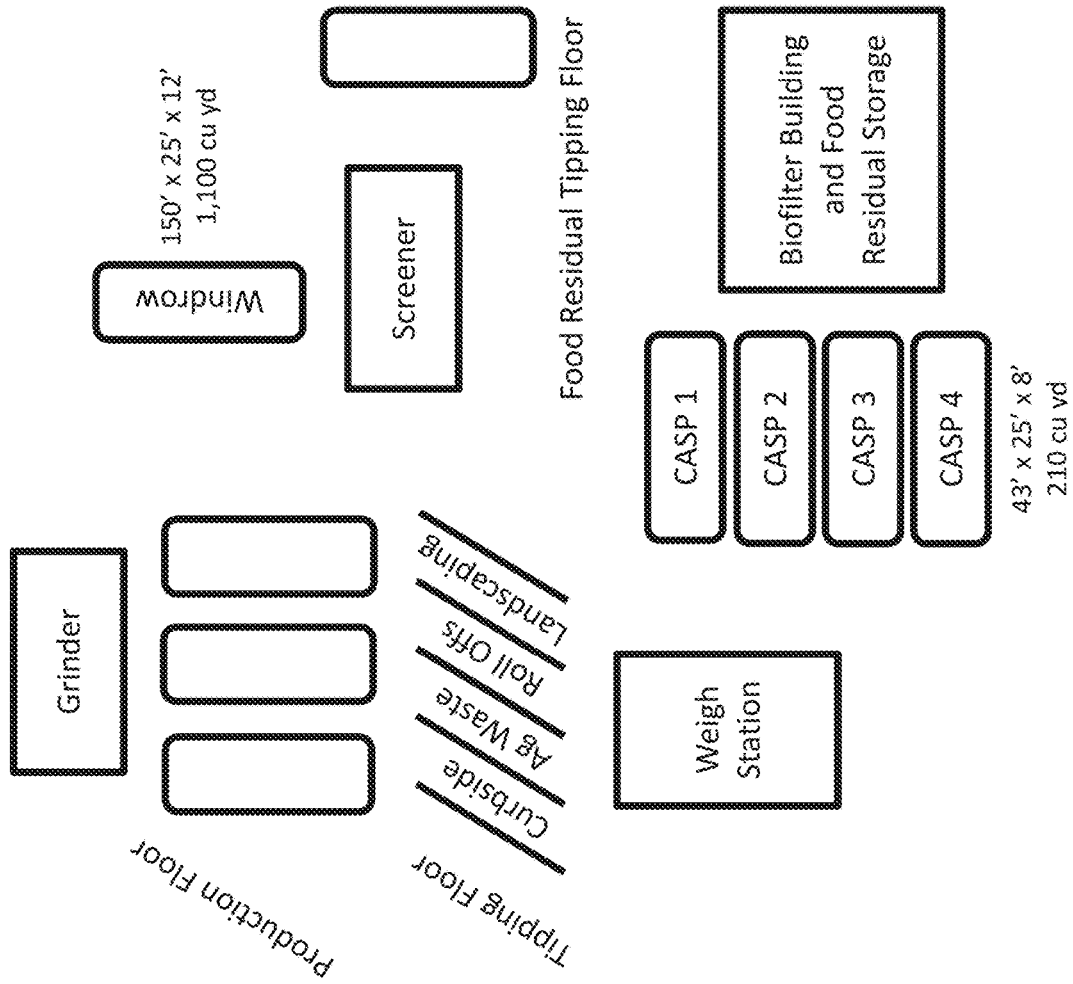 Grinder
Production Floor
Windrow
150' x 25' x 12'
1,100 cu yd
Screener
Food Residual Tipping Floor
Tipping Floor
Curbside
Ag Waste
Roll Offs
Landscaping
Weigh
Station
CASP 1
CASP 2
CASP 3
CASP 4
43' x 25' x 8'
210 cu yd
Biofilter Building
and Food
Residual Storage